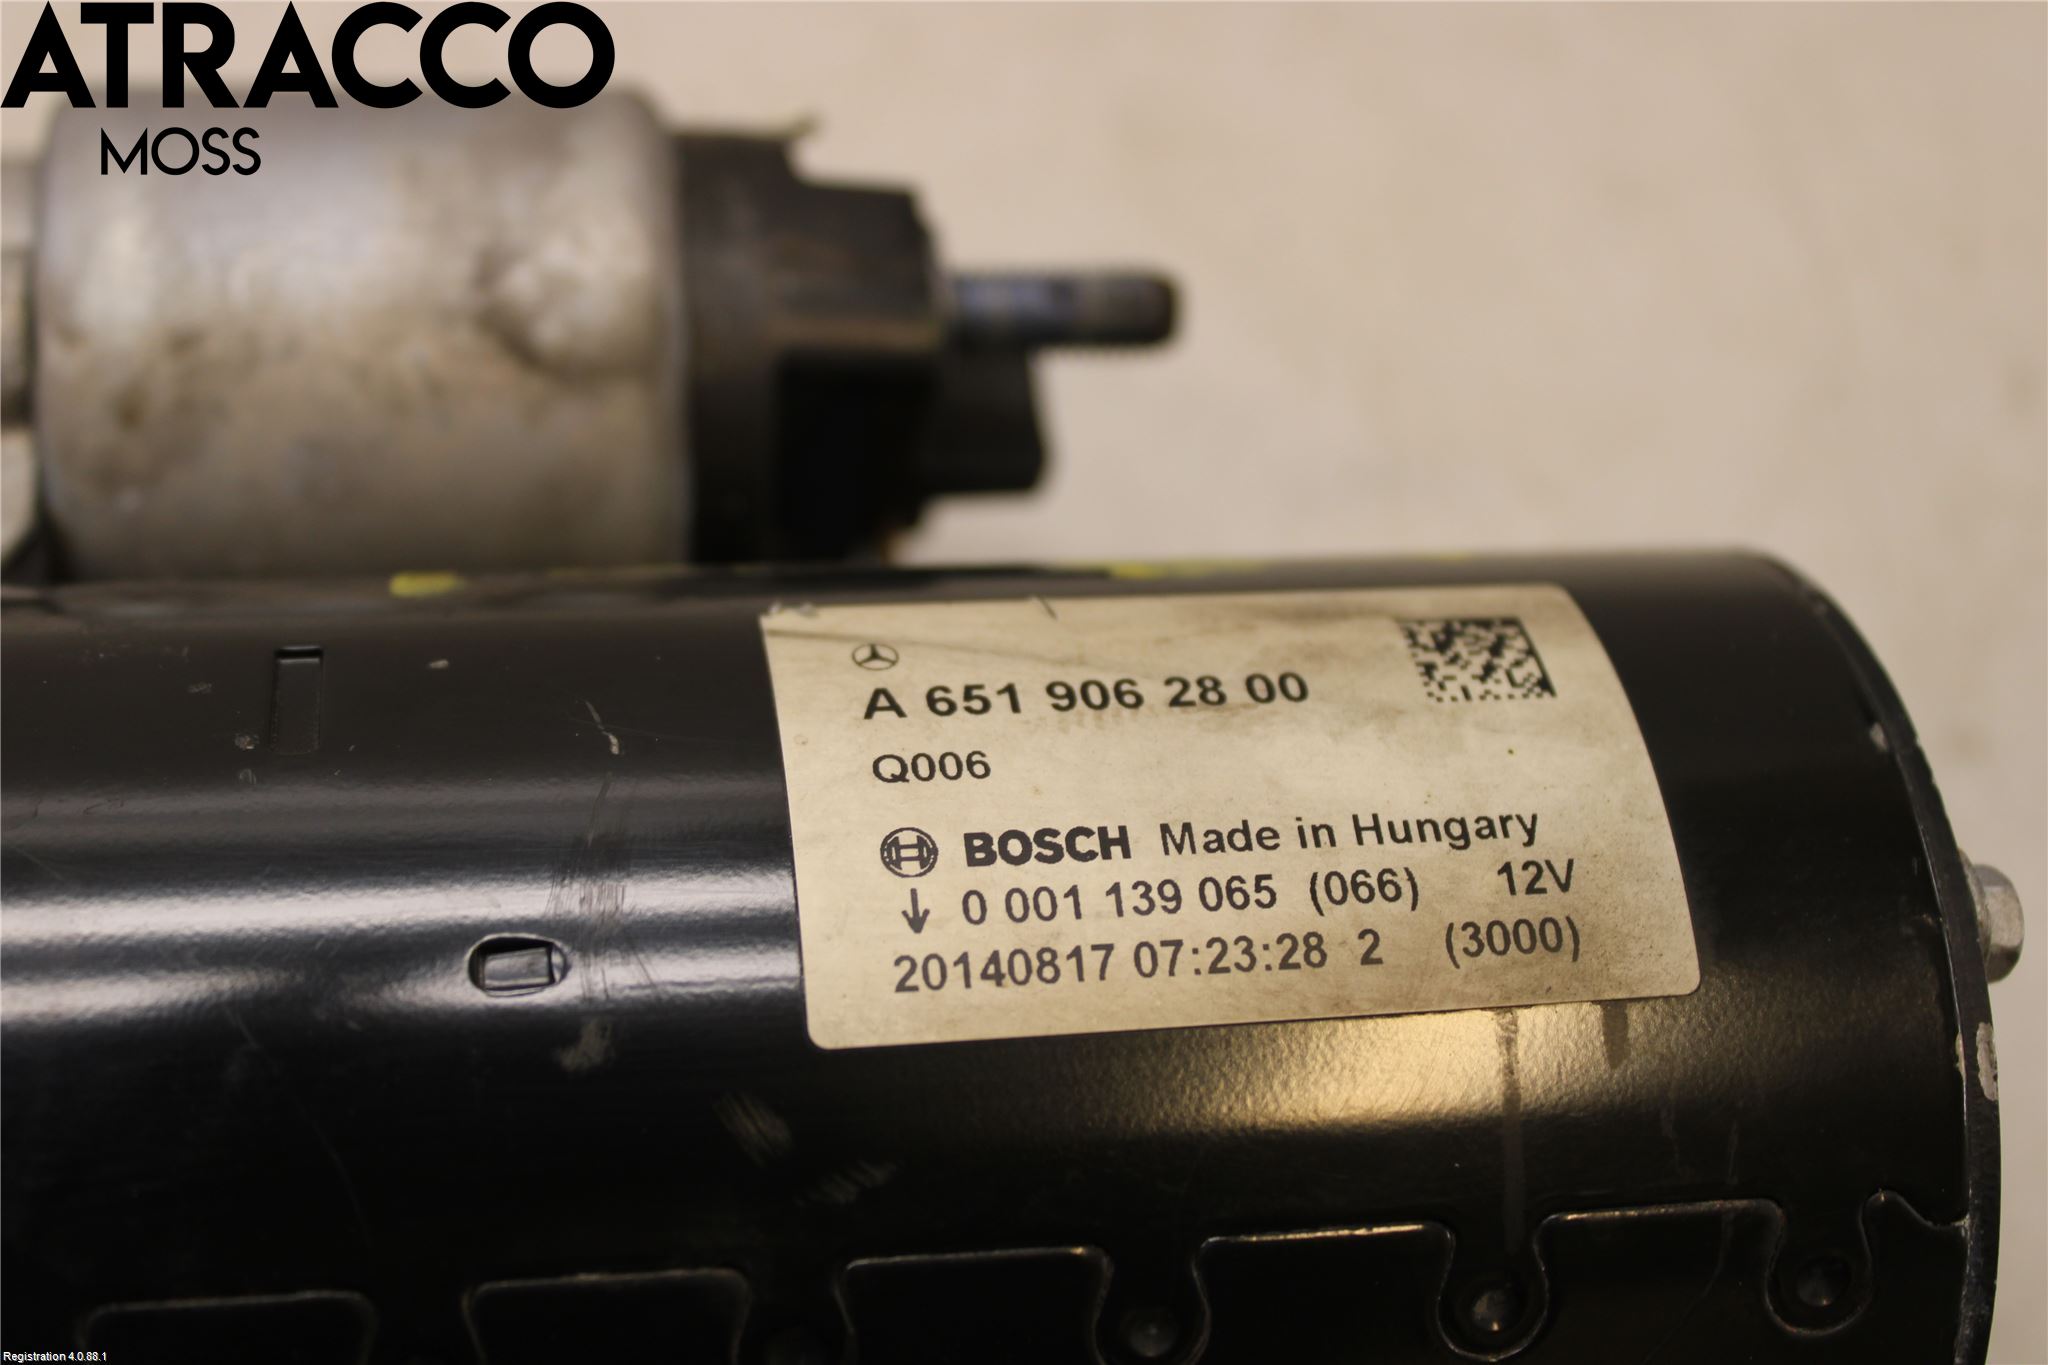 ATRACCO
MOSS
A 651 906 28 00
Q006
BOSCH Made in Hungary
↓ 0 001 139 065 (066) 12V
20140817 07:23:28 2 (3000)
Registration 4.0.88.1